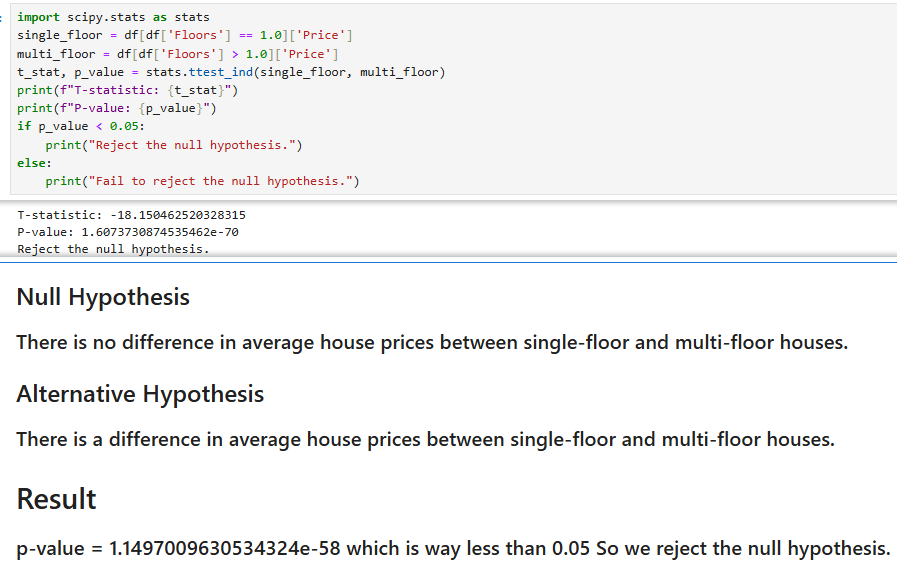 import scipy.stats as stats
single_floor = df[df['Floors'] == 1.0]['Price']
multi_floor = df[df['Floors'] > 1.0]['Price']
t_stat, p_value = stats.ttest_ind(single_floor, multi_floor)
print(f"T-statistic: {t_stat}")
print(f"P-value: {p_value}")
if p_value < 0.05:
    print("Reject the null hypothesis.")
else:
    print("Fail to reject the null hypothesis.")
T-statistic: -18.150462520328315
P-value: 1.6073730874535462e-70
Reject the null hypothesis.
Null Hypothesis
There is no difference in average house prices between single-floor and multi-floor houses.
Alternative Hypothesis
There is a difference in average house prices between single-floor and multi-floor houses.
Result
p-value = 1.1497009630534324e-58 which is way less than 0.05 So we reject the null hypothesis.